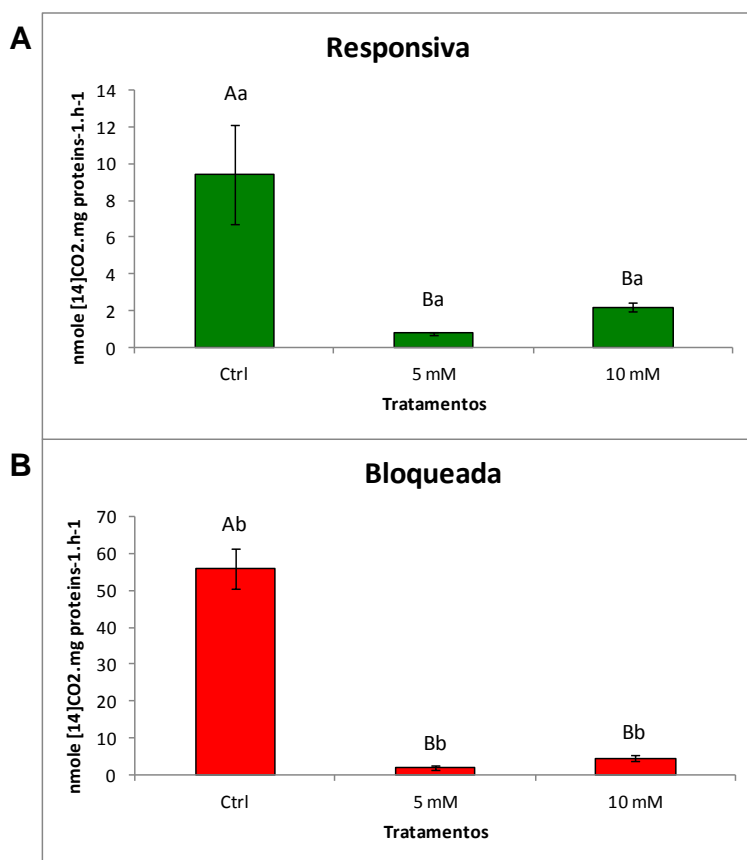 A
Responsiva
nmole [14]CO2.mg proteins-1.h-1
14
12
10
8
6
4
2
0
Aa
Ba
Ba
Ctrl
5 mM
10 mM
Tratamentos
B
Bloqueada
nmole [14]CO2.mg proteins-1.h-1
70
60
50
40
30
20
10
0
Ab
Bb
Bb
Ctrl
5 mM
10 mM
Tratamentos